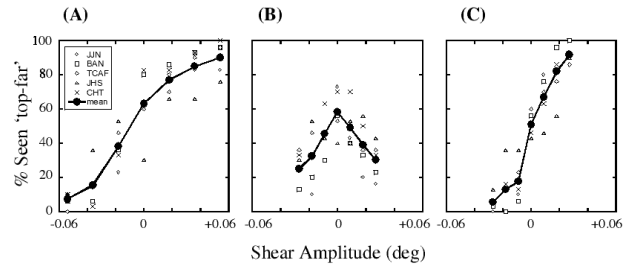 (A)
(B)
(C)
% Seen 'top-far'
100
80
60
40
20
0
JJN
BAN
TCAF
JHS
CHT
mean
-0.06
0
+0.06
-0.06
0
+0.06
-0.06
0
+0.06
Shear Amplitude (deg)